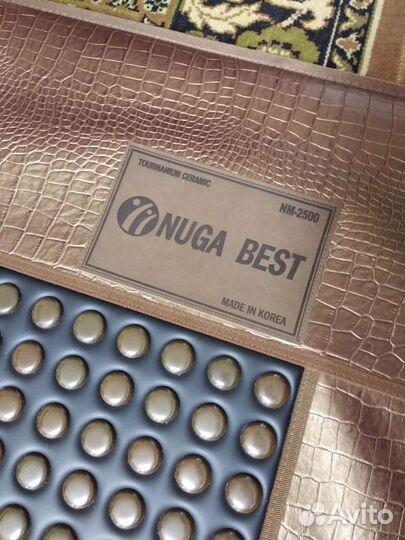 TOURMANIUM CERAMIC
NM-2500
NUGA BEST
MADE IN KOREA
Avito